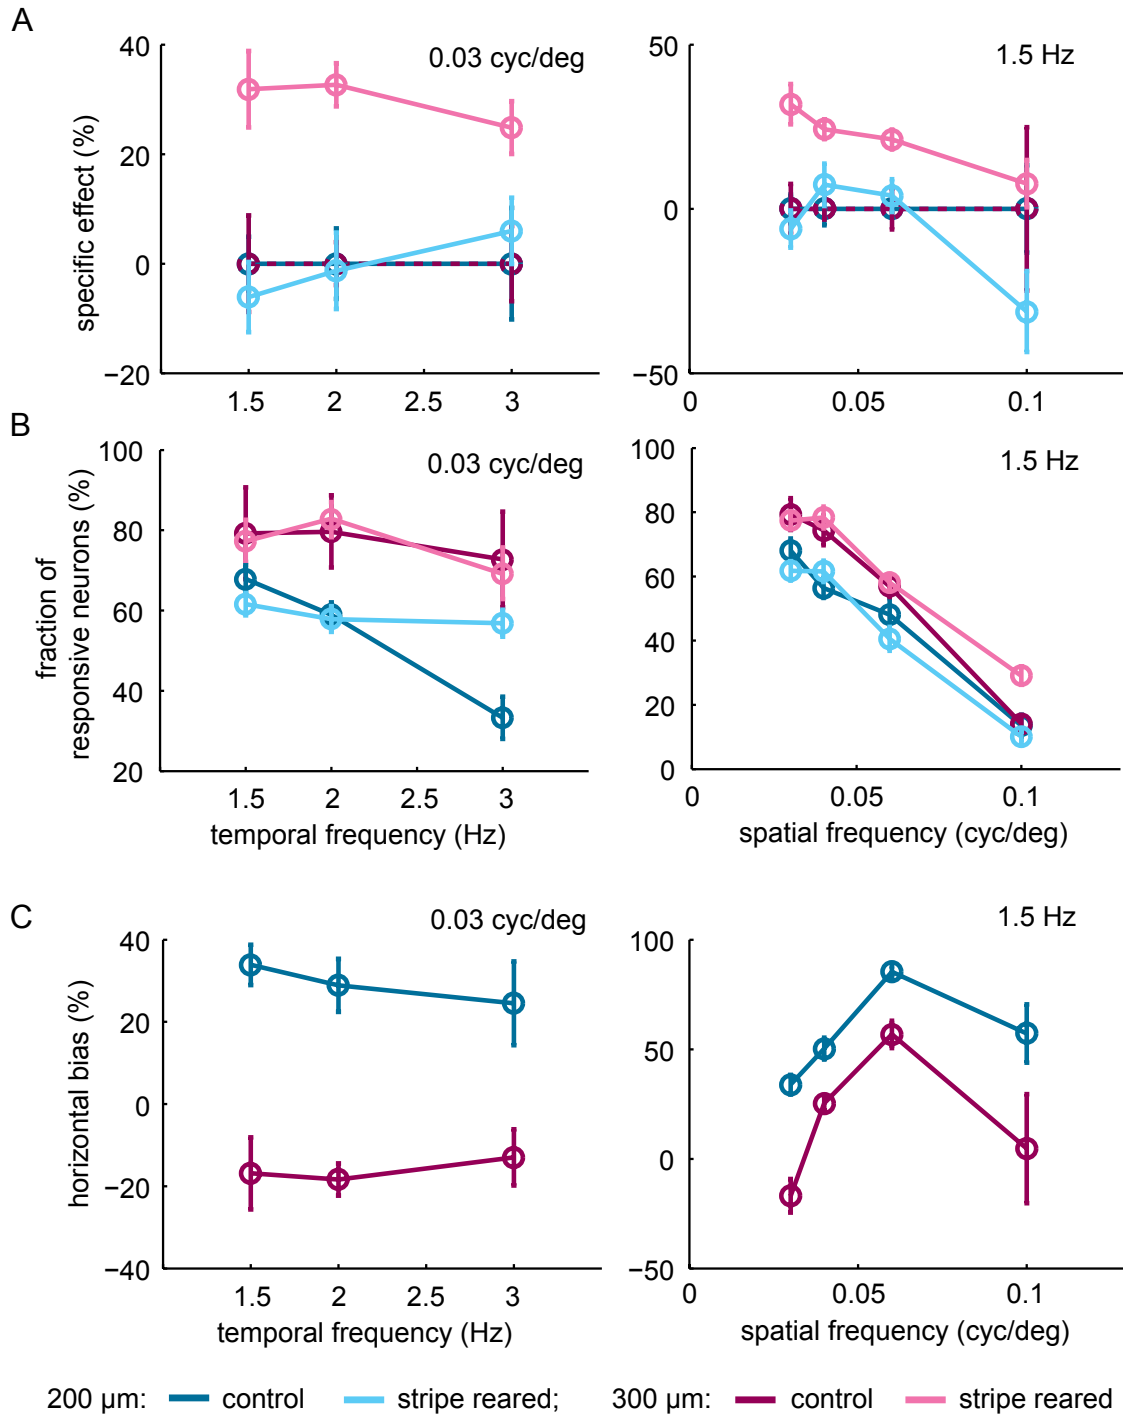 A
0.03 cyc/deg
1.5 Hz
specific effect (%)
40
20
0
−20
1.5
2
2.5
3
50
0
−50
0
0.05
0.1
B
0.03 cyc/deg
1.5 Hz
fraction of
responsive neurons (%)
100
80
60
40
20
1.5
2
2.5
3
temporal frequency (Hz)
100
80
60
40
20
0
0
0.05
0.1
spatial frequency (cyc/deg)
C
0.03 cyc/deg
1.5 Hz
horizontal bias (%)
40
20
0
−20
−40
1.5
2
2.5
3
temporal frequency (Hz)
100
50
0
−50
0
0.05
0.1
spatial frequency (cyc/deg)
200 µm: control stripe reared; 300 µm: control stripe reared